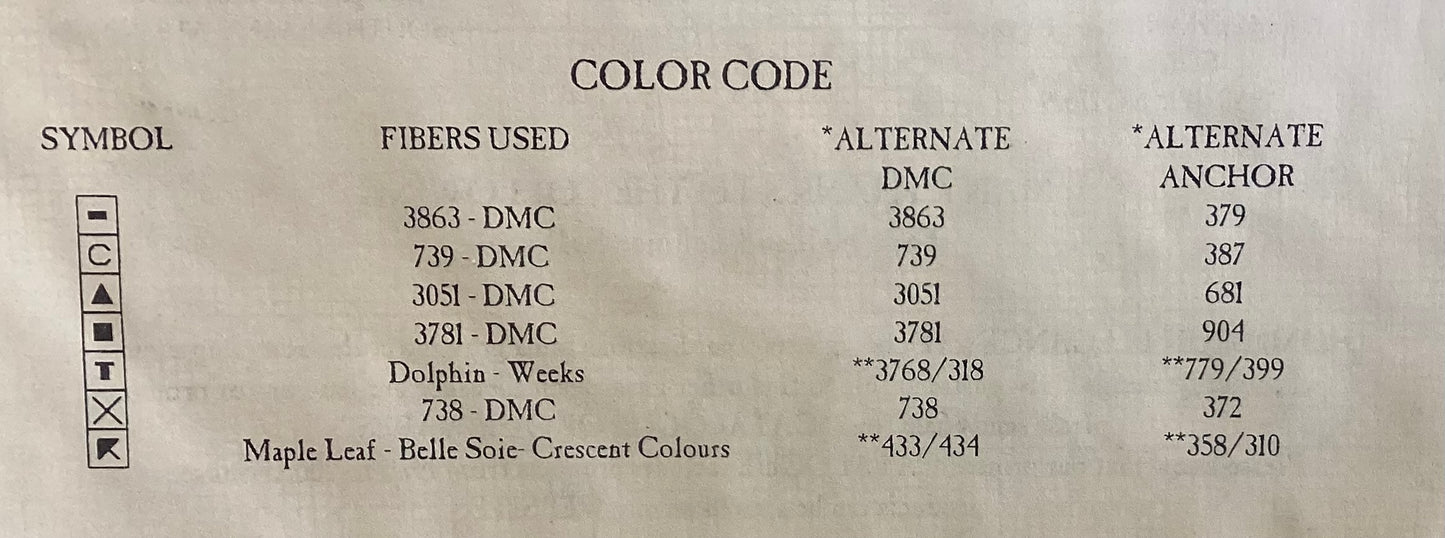 COLOR CODE
SYMBOL FIBERS USED *ALTERNATE *ALTERNATE
DMC ANCHOR
3863 - DMC 3863 379
C 739 - DMC 739 387
3051 - DMC 3051 681
3781 - DMC 3781 904
T Dolphin - Weeks **3768/318 **779/399
738 - DMC 738 372
Maple Leaf - Belle Soie- Crescent Colours **433/434 **358/310